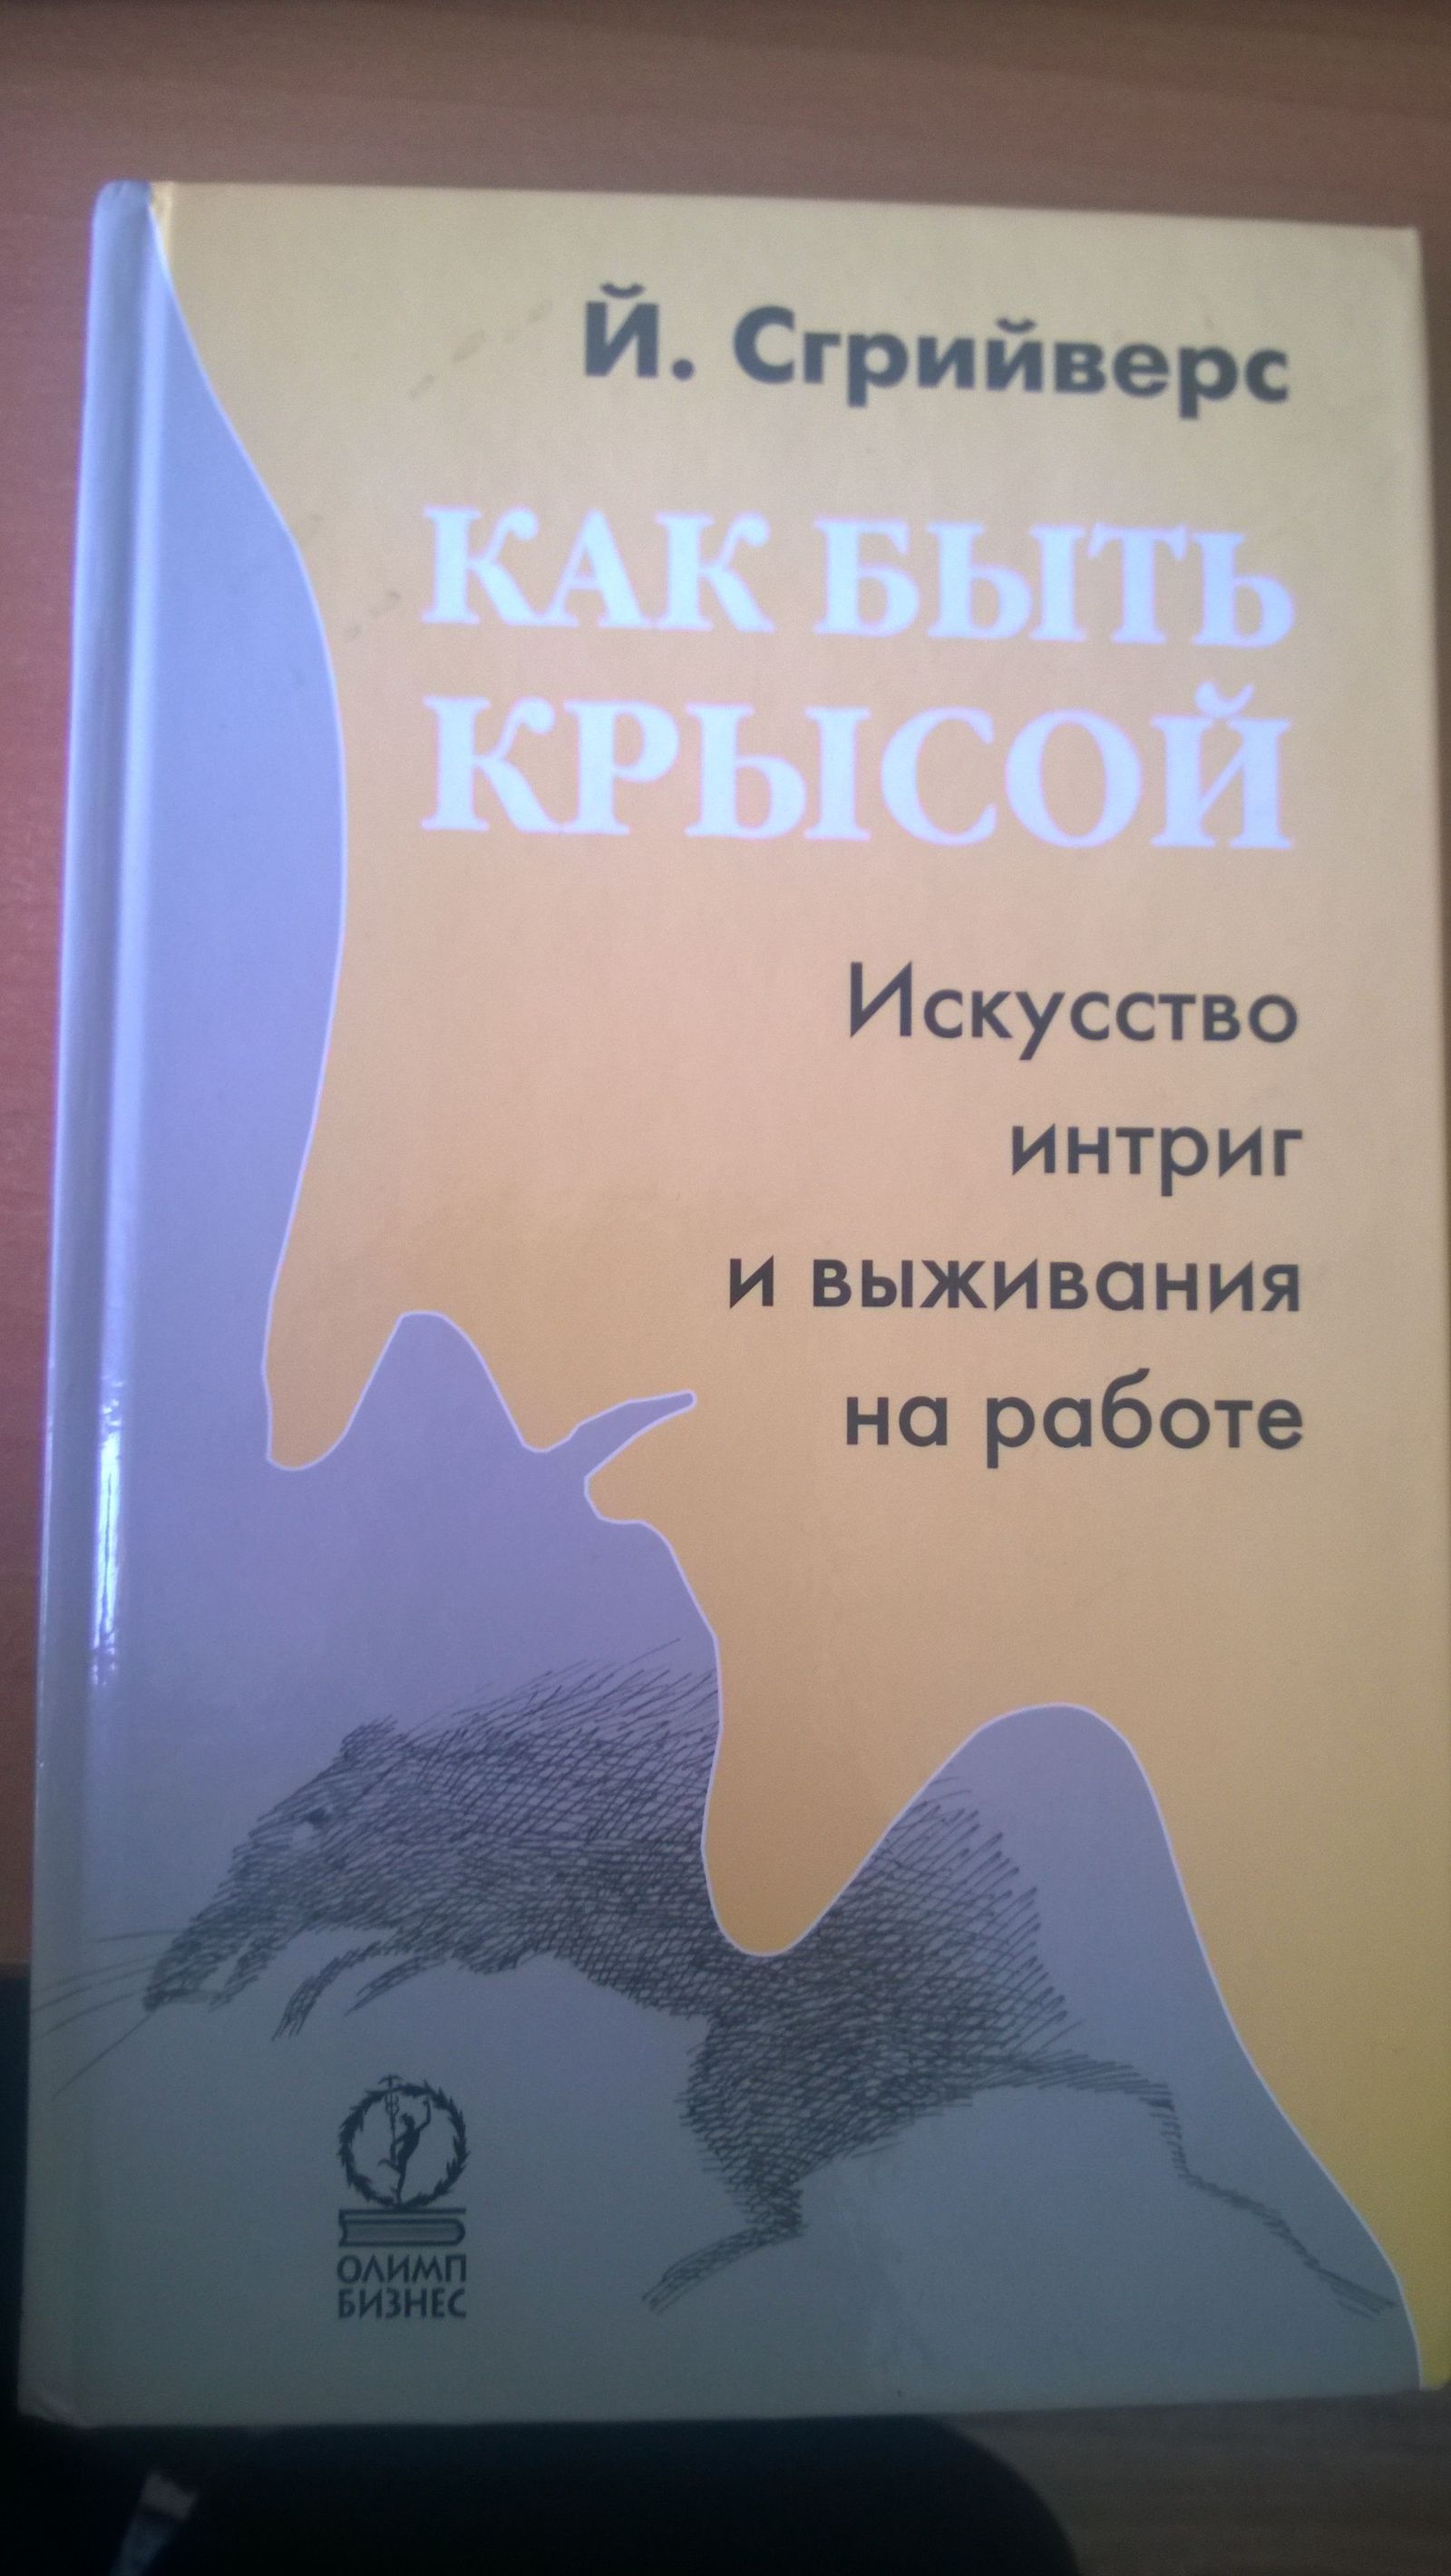 Й. Сгрийверс
КАК БЫТЬ
КРЫСОЙ
Искусство
интриг
и выживания
на работе
ОЛИМП
БИЗНЕС